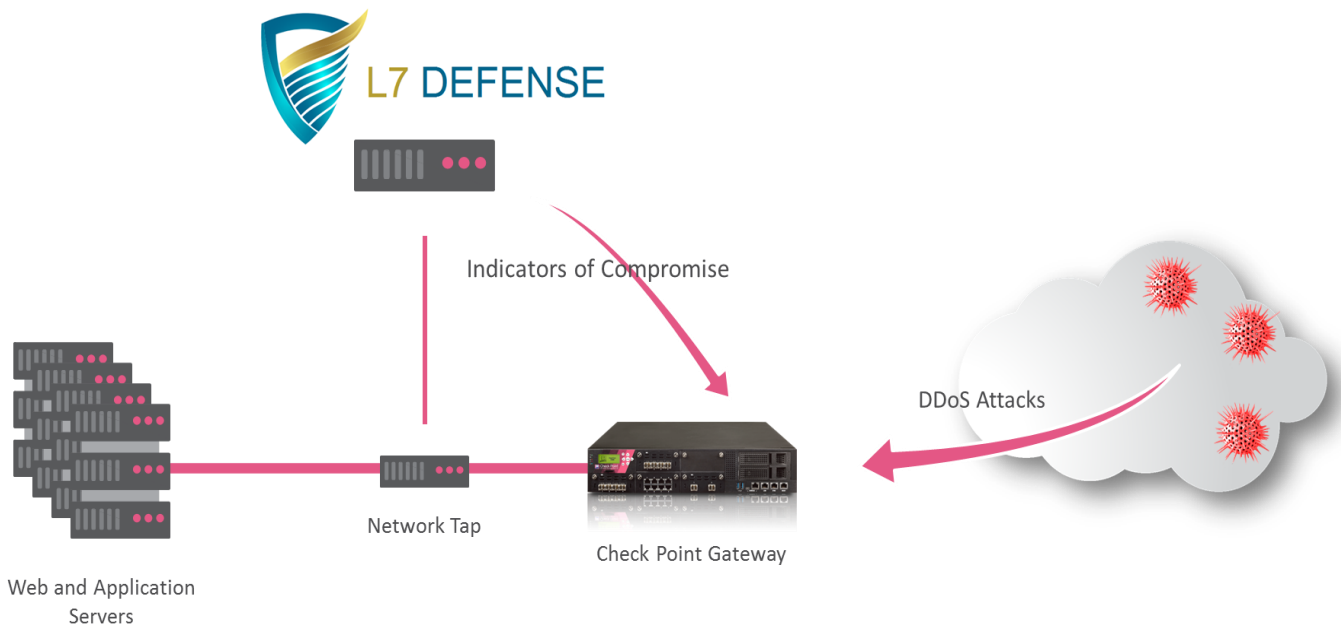 L7 DEFENSE
Indicators of Compromise
DDoS Attacks
Network Tap
Check Point Gateway
Web and Application
Servers